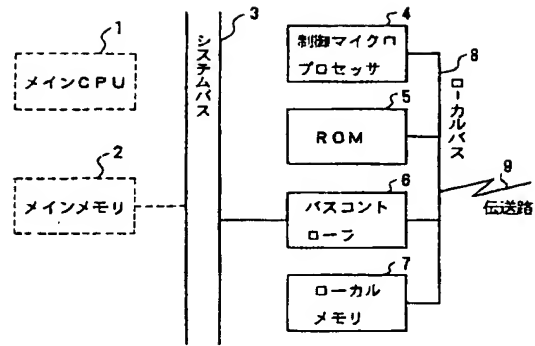 1
メインCPU
2
メインメモリ
システムバス
3
4
制御マイクロ
プロセッサ
5
ROM
6
バスコント
ローラ
7
ローカル
メモリ
8
ローカルバス
9
伝送路